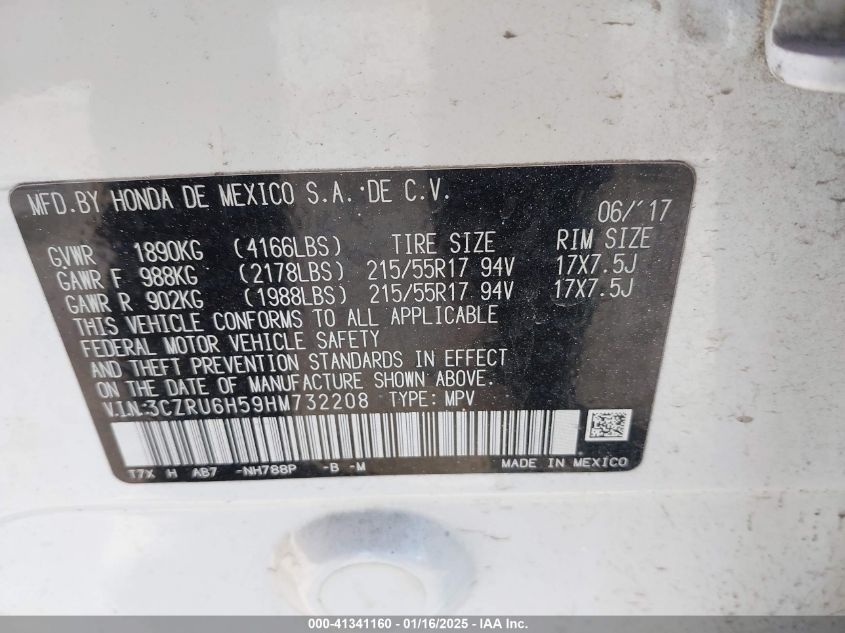 MFD.BY HONDA DE MEXICO S.A. DE C.V.
06/'17
GVWR 1890KG (4166LBS) TIRE SIZE RIM SIZE
GAWR F 988KG (2178LBS) 215/55R17 94V 17X7.5J
GAWR R 902KG (1988LBS) 215/55R17 94V 17X7.5J
THIS VEHICLE CONFORMS TO ALL APPLICABLE
FEDERAL MOTOR VEHICLE SAFETY
AND THEFT PREVENTION STANDARDS IN EFFECT
ON THE DATE OF MANUFACTURE SHOWN ABOVE.
V.I.N:3CZRU6H59HM732208 TYPE: MPV
T7X H AB7 -NH788P -B -M MADE IN MEXICO
000-41341160 - 01/16/2025 - IAA Inc.